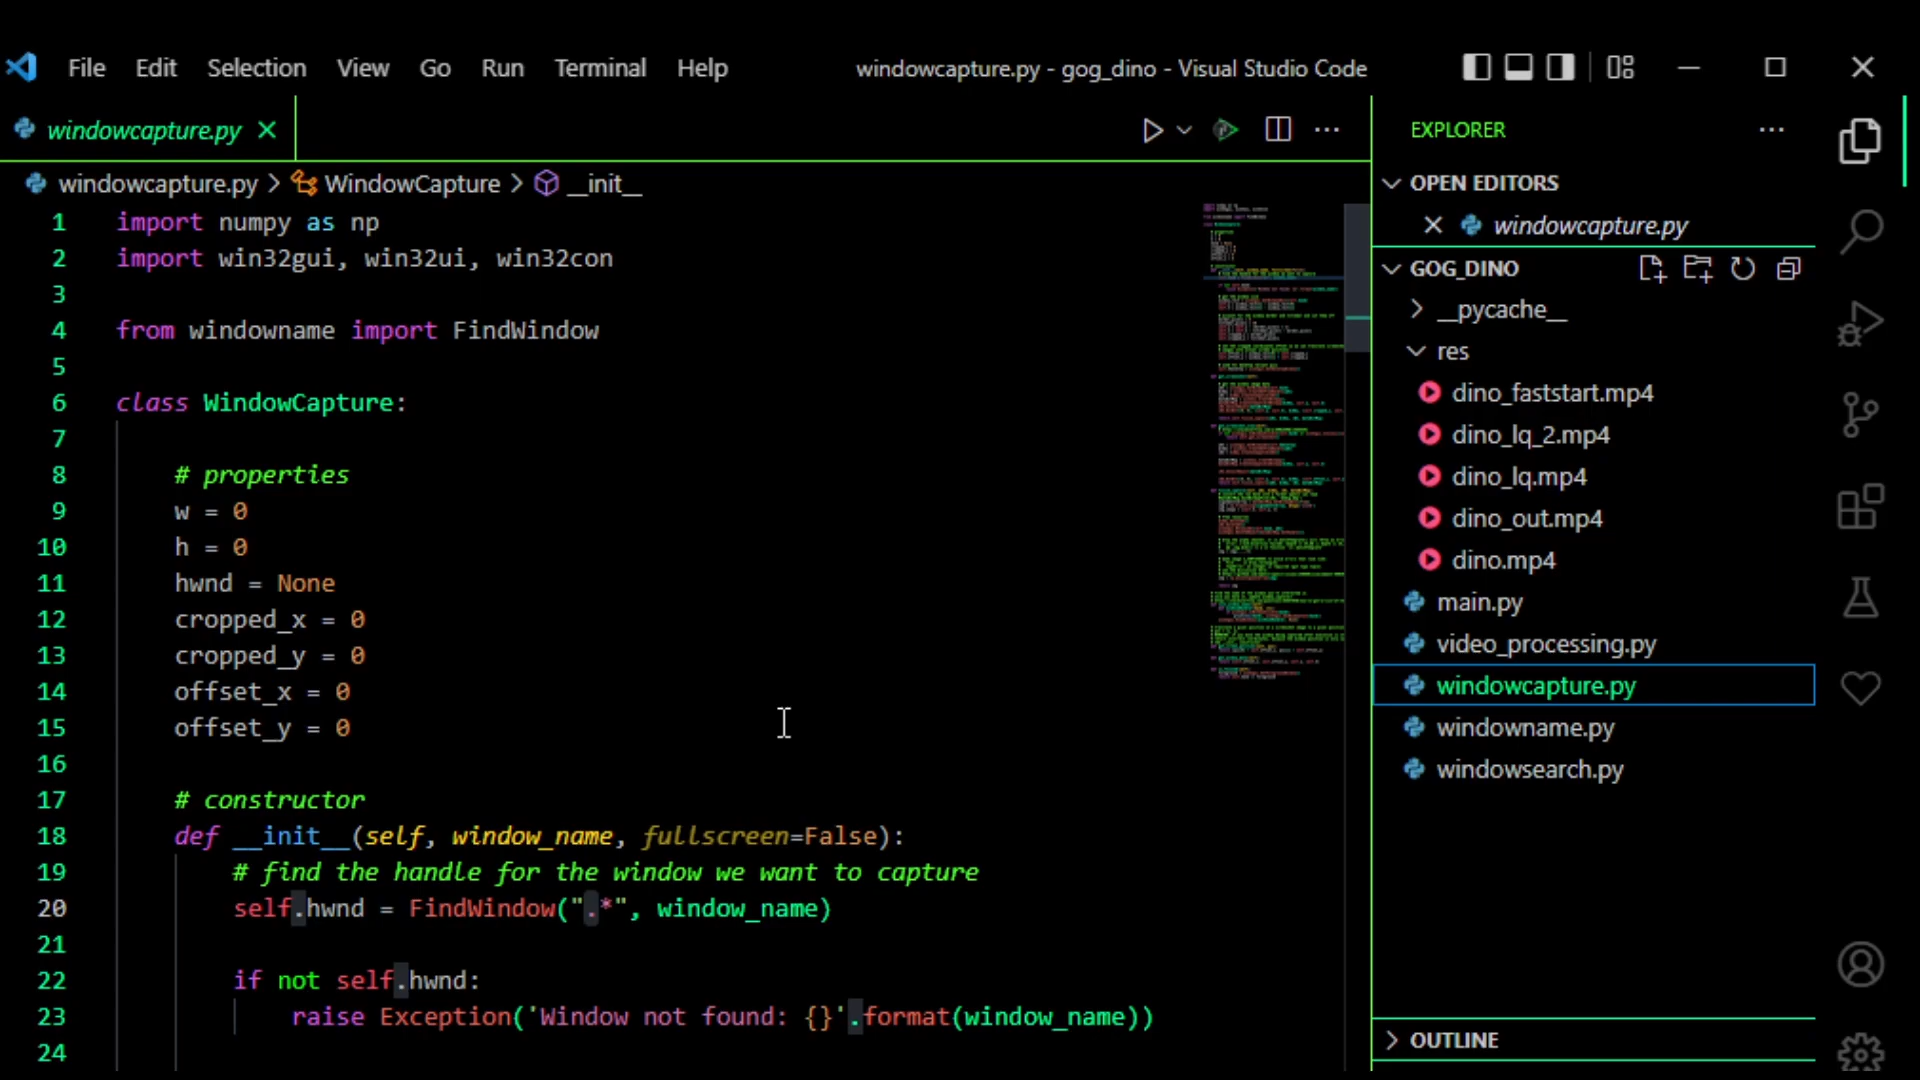 File Edit Selection View Go Run Terminal Help windowcapture.py - gog_dino - Visual Studio Code
windowcapture.py
windowcapture.py > WindowCapture > __init__
1 import numpy as np
2 import win32gui, win32ui, win32con
3
4 from windowname import FindWindow
5
6 class WindowCapture:
7
8 # properties
9 w = 0
10 h = 0
11 hwnd = None
12 cropped_x = 0
13 cropped_y = 0
14 offset_x = 0
15 offset_y = 0
16
17 # constructor
18 def __init__(self, window_name, fullscreen=False):
19 # find the handle for the window we want to capture
20 self.hwnd = FindWindow(".*", window_name)
21
22 if not self.hwnd:
23 raise Exception('Window not found: {}'.format(window_name))
24
EXPLORER
OPEN EDITORS
windowcapture.py
GOG_DINO
__pycache__
res
dino_faststart.mp4
dino_lq_2.mp4
dino_lq.mp4
dino_out.mp4
dino.mp4
main.py
video_processing.py
windowcapture.py
windowname.py
windowsearch.py
OUTLINE